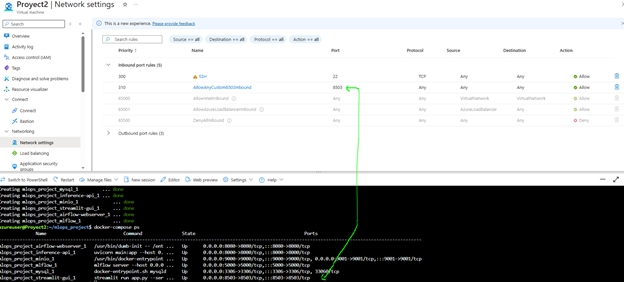 Proyect2 | Network settings
Virtual machine
Search
This is a new experience. Please provide feedback
Overview
Activity log
Access control (IAM)
Tags
Diagnose and solve problems
Resource visualizer
Connect
Connect
Bastion
Networking
Network settings
Load balancing
Application security groups
Search rules
Source == all
Destination == all
Protocol == all
Action == all
Priority ↑ Name Port Protocol Source Destination Action
Inbound port rules (5)
300 SSH 22 TCP Any Any Allow
310 AllowAnyCustom8503Inbound 8503 Any Any Any Allow
65000 AllowVnetInBound Any Any VirtualNetwork VirtualNetwork Allow
65001 AllowAzureLoadBalancerInBound Any Any AzureLoadBalancer Any Allow
65500 DenyAllInBound Any Any Any Any Deny
Outbound port rules (3)
Switch to PowerShell Restart Manage files New session Editor Web preview Settings Help
Creating mlops_project_mysql_1 ... done
Creating mlops_project_inference-api_1 ... done
Creating mlops_project_minio_1 ... done
Creating mlops_project_streamlit-gui_1 ... done
Creating mlops_project_airflow-webserver_1 ... done
Creating mlops_project_mlflow_1 ... done
azureuser@Proyect2:~/mlops_project$ docker-compose ps
Name Command State Ports
mlops_project_airflow-webserver_1 /usr/bin/dumb-init -- /ent ... Up 0.0.0.0:8080->8080/tcp,:::8080->8080/tcp
mlops_project_inference-api_1 uvicorn main:app --host 0. ... Up 0.0.0.0:8000->8000/tcp,:::8000->8000/tcp
mlops_project_minio_1 /usr/bin/docker-entrypoint ... Up 0.0.0.0:9000->9000/tcp,:::9000->9000/tcp, 0.0.0.0:9001->9001/tcp,:::9001->9001/tcp
mlops_project_mlflow_1 mlflow server --host 0.0.0 ... Up 0.0.0.0:5000->5000/tcp,:::5000->5000/tcp
mlops_project_mysql_1 docker-entrypoint.sh mysqld Up 0.0.0.0:3306->3306/tcp,:::3306->3306/tcp, 33060/tcp
mlops_project_streamlit-gui_1 streamlit run app.py --ser ... Up 0.0.0.0:8503->8503/tcp,:::8503->8503/tcp